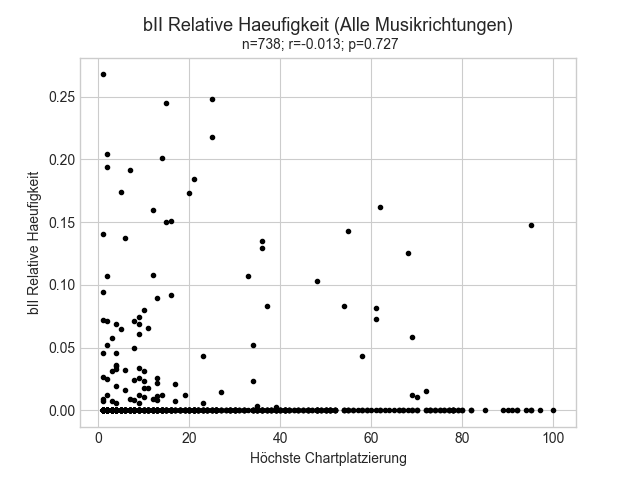 bII Relative Haeufigkeit (Alle Musikrichtungen)
n=738; r=-0.013; p=0.727
bII Relative Haeufigkeit
0.25
0.20
0.15
0.10
0.05
0.00
0 20 40 60 80 100
Höchste Chartplatzierung